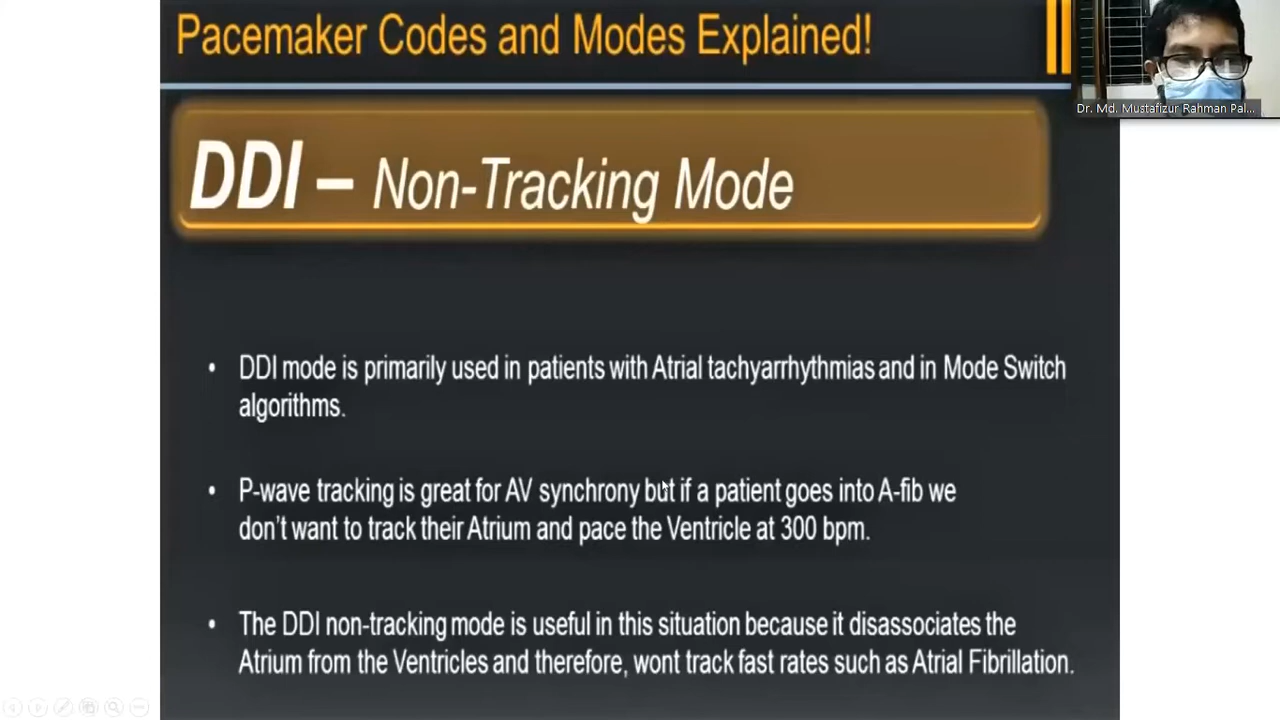 Pacemaker Codes and Modes Explained!
Dr. Md. Mustafizur Rahman Pal...
DDI – Non-Tracking Mode
• DDI mode is primarily used in patients with Atrial tachyarrhythmias and in Mode Switch
algorithms.
• P-wave tracking is great for AV synchrony but if a patient goes into A-fib we
don't want to track their Atrium and pace the Ventricle at 300 bpm.
• The DDI non-tracking mode is useful in this situation because it disassociates the
Atrium from the Ventricles and therefore, wont track fast rates such as Atrial Fibrillation.